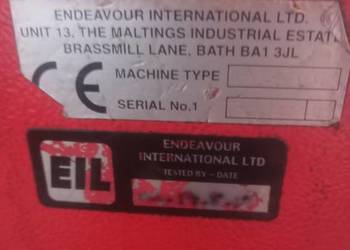 ENDEAVOUR INTERNATIONAL LTD.
UNIT 13, THE MALTINGS INDUSTRIAL ESTAT
BRASSMILL LANE, BATH BA1 3JL
CE
MACHINE TYPE
SERIAL No.1
EIL
ENDEAVOUR
INTERNATIONAL LTD
TESTED BY – DATE